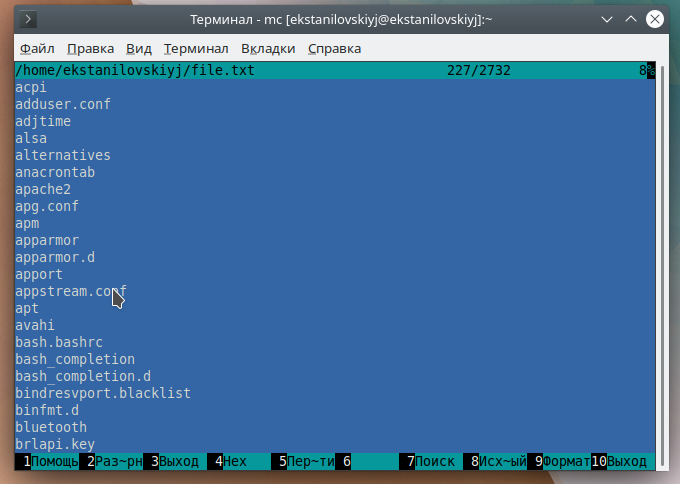 Терминал - mc [ekstanilovskiyj@ekstanilovskiyj]:~
Файл Правка Вид Терминал Вкладки Справка
/home/ekstanilovskiyj/file.txt 227/2732 8%
acpi
adduser.conf
adjtime
alsa
alternatives
anacrontab
apache2
apg.conf
apm
apparmor
apparmor.d
apport
appstream.conf
apt
avahi
bash.bashrc
bash_completion
bash_completion.d
bindresvport.blacklist
binfmt.d
bluetooth
brlapi.key
1Помощь 2Раз~рн 3Выход 4Hex 5Пер~ти 6 7Поиск 8Исх~ый 9Формат 10Выход